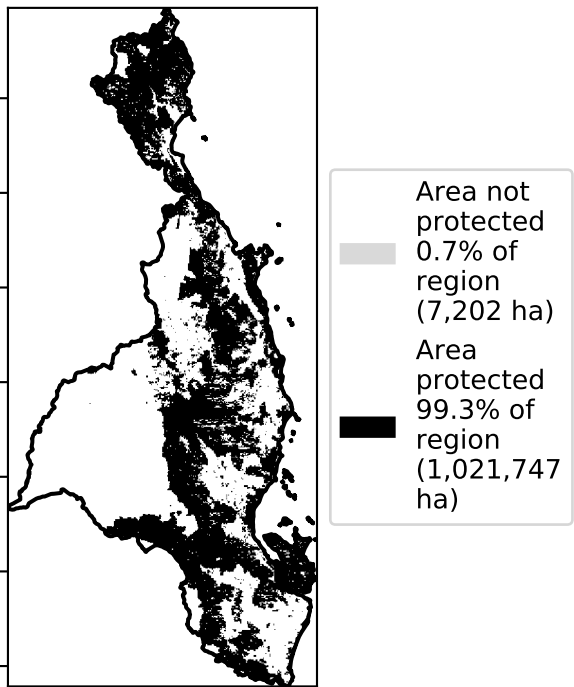 Area not
protected
0.7% of
region
(7,202 ha)
Area
protected
99.3% of
region
(1,021,747
ha)